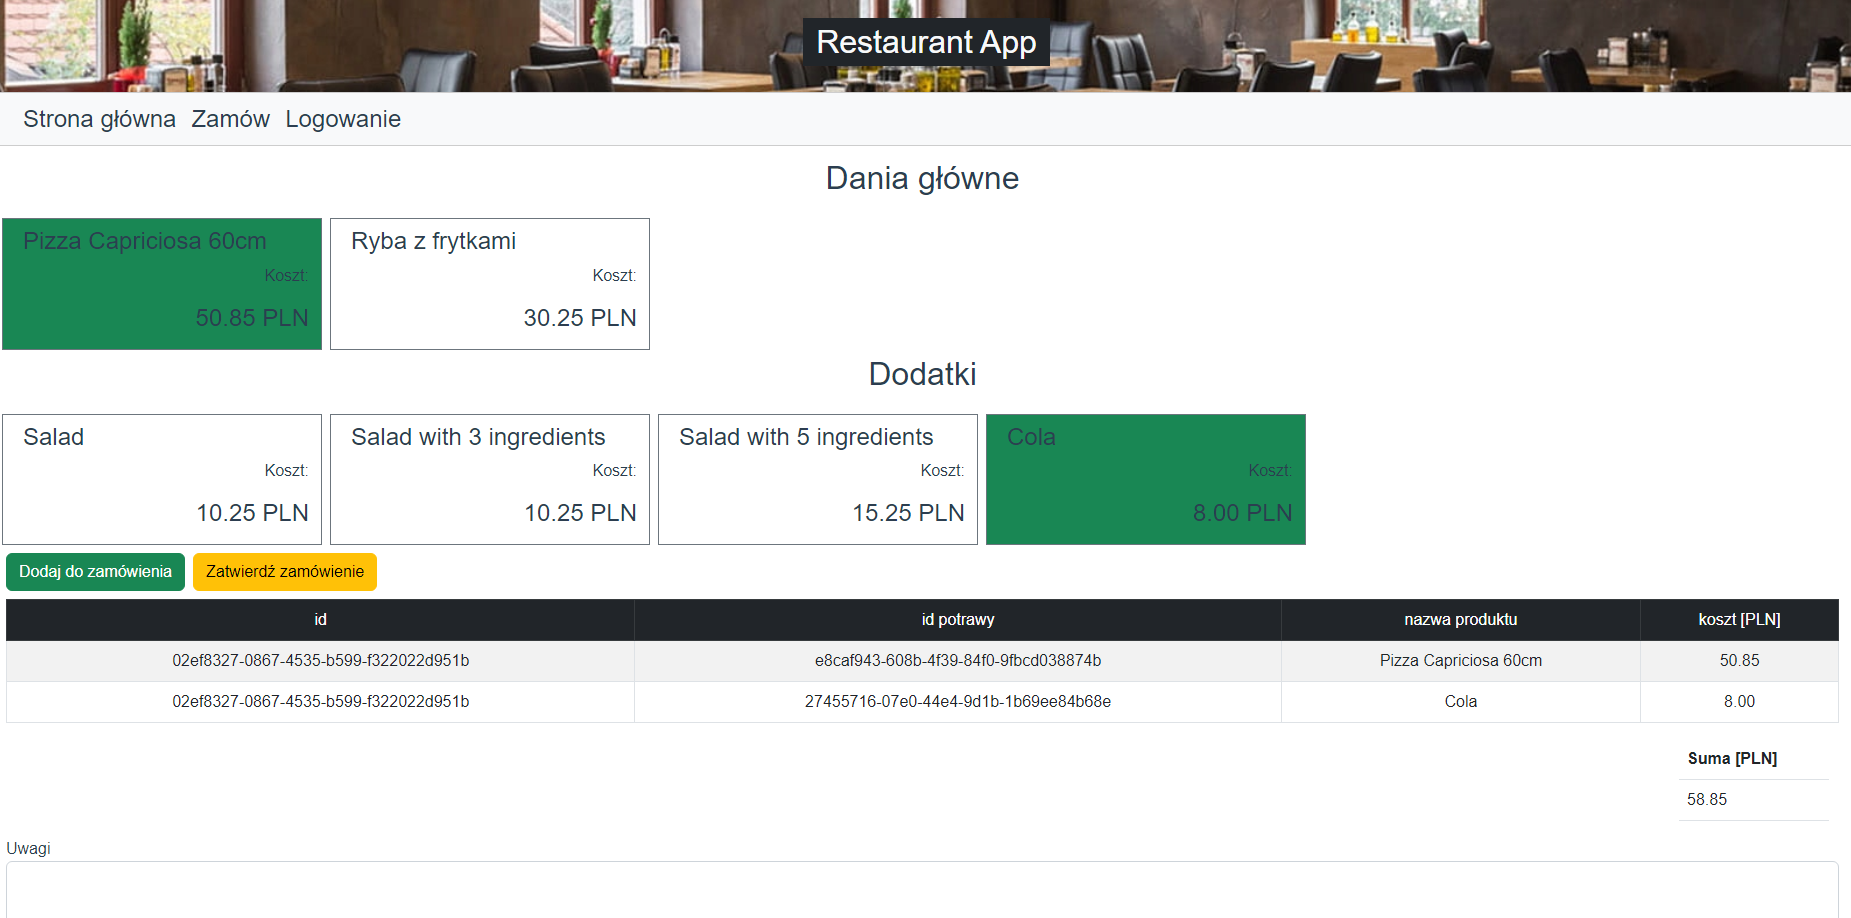 Restaurant App
Strona główna Zamów Logowanie
Dania główne
Pizza Capriciosa 60cm
Koszt:
50.85 PLN
Ryba z frytkami
Koszt:
30.25 PLN
Dodatki
Salad
Koszt:
10.25 PLN
Salad with 3 ingredients
Koszt:
10.25 PLN
Salad with 5 ingredients
Koszt:
15.25 PLN
Cola
Koszt:
8.00 PLN
Dodaj do zamówienia Zatwierdź zamówienie
id id potrawy nazwa produktu koszt [PLN]
02ef8327-0867-4535-b599-f322022d951b e8caf943-608b-4f39-84f0-9fbcd038874b Pizza Capriciosa 60cm 50.85
02ef8327-0867-4535-b599-f322022d951b 27455716-07e0-44e4-9d1b-1b69ee84b68e Cola 8.00
Suma [PLN]
58.85
Uwagi